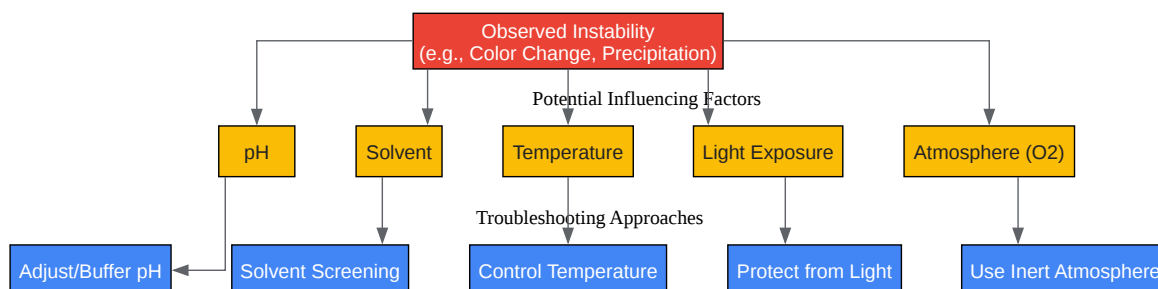 Observed Instability
(e.g., Color Change, Precipitation)
Potential Influencing Factors
pH
Solvent
Temperature
Light Exposure
Atmosphere (O2)
Troubleshooting Approaches
Adjust/Buffer pH
Solvent Screening
Control Temperature
Protect from Light
Use Inert Atmosphere